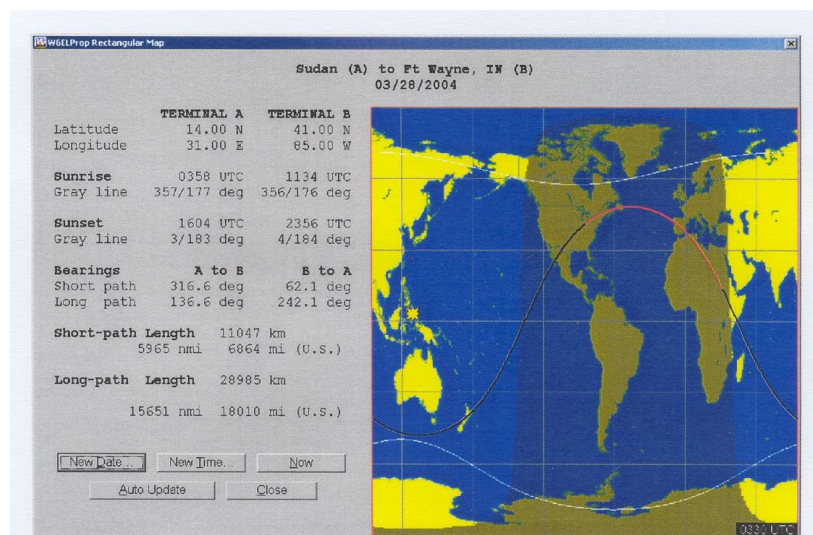 W6ELProp Rectangular Map
Sudan (A) to Ft Wayne, IN (B)
03/28/2004
TERMINAL A TERMINAL B
Latitude 14.00 N 41.00 N
Longitude 31.00 E 85.00 W
Sunrise 0358 UTC 1134 UTC
Gray line 357/177 deg 356/176 deg
Sunset 1604 UTC 2356 UTC
Gray line 3/183 deg 4/184 deg
Bearings A to B B to A
Short path 316.6 deg 62.1 deg
Long path 136.6 deg 242.1 deg
Short-path Length 11047 km
5965 nmi 6864 mi (U.S.)
Long-path Length 28985 km
15651 nmi 18010 mi (U.S.)
New Date... New Time... Now
Auto Update Close
0330 UTC